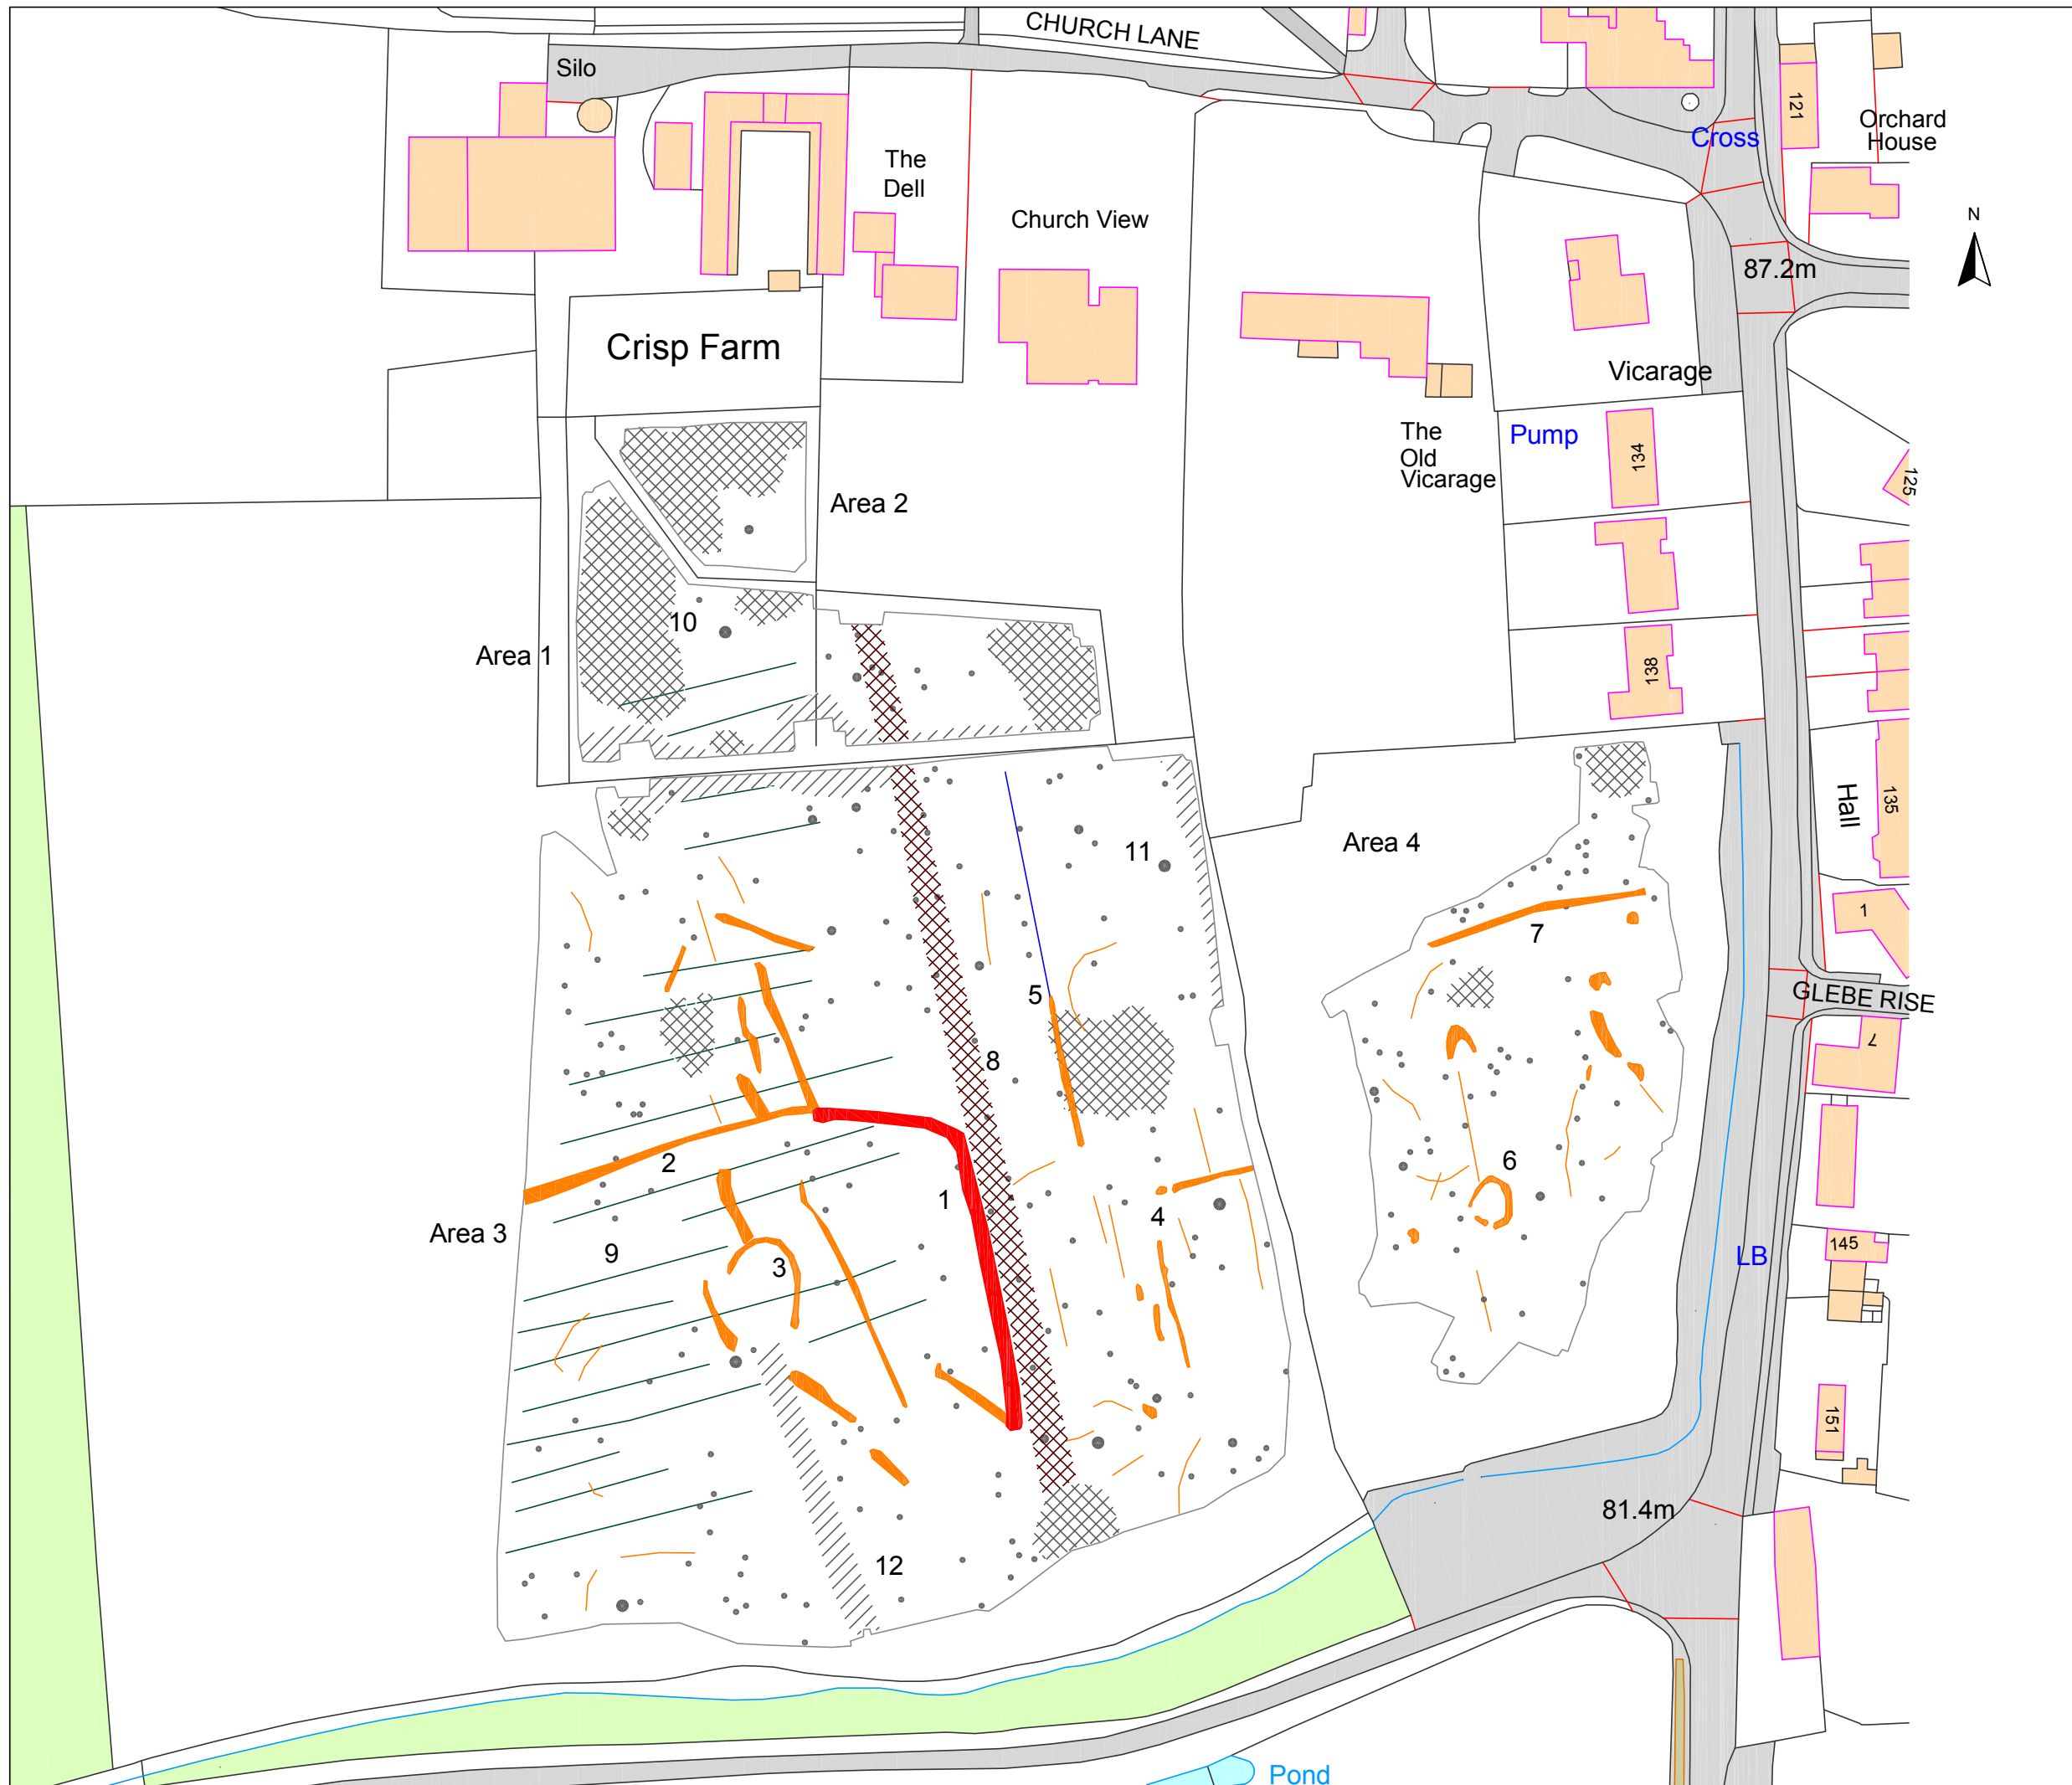 CHURCH LANE
Silo
121
Orchard
House
Cross
The
Dell
Church View
N
87.2m
Crisp Farm
Vicarage
The
Old
Vicarage
Pump
134
125
Area 2
10
Area 1
138
Hall
135
Area 4
11
1
7
5
GLEBE RISE
8
7
2
6
1
4
Area 3
9
3
LB
145
151
81.4m
12
Pond